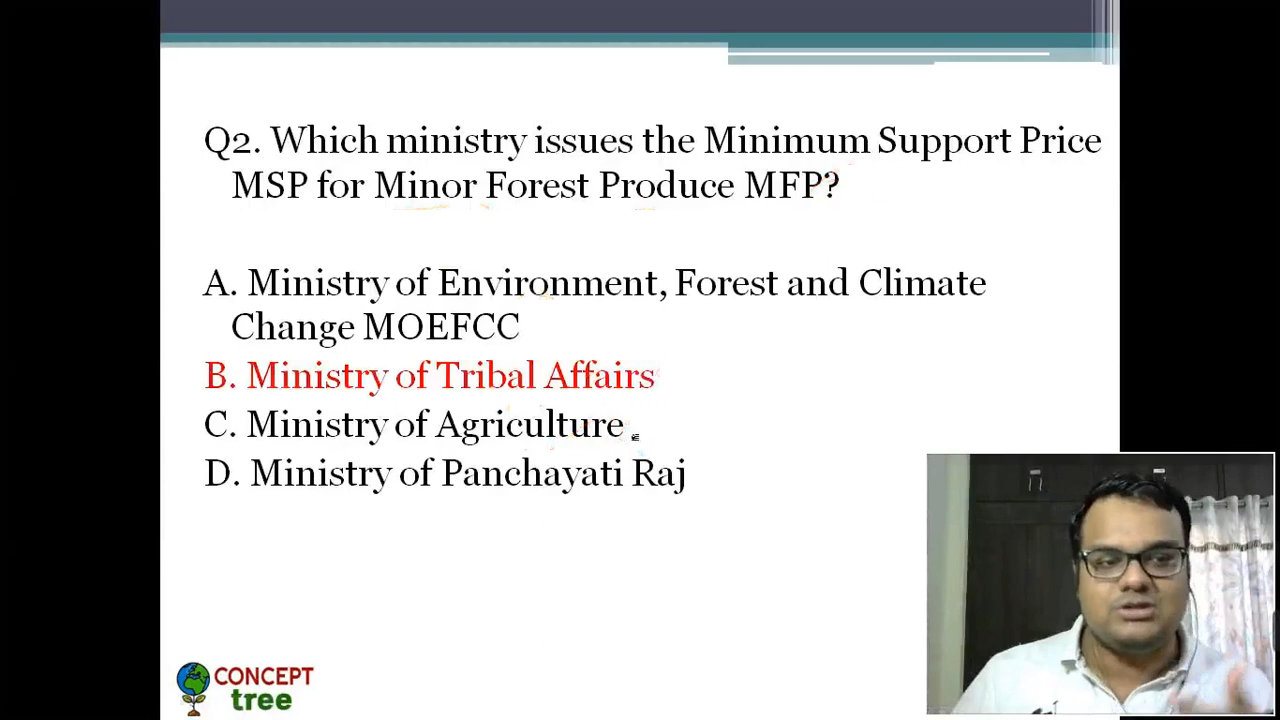 Q2. Which ministry issues the Minimum Support Price
MSP for Minor Forest Produce MFP?
A. Ministry of Environment, Forest and Climate
Change MOEFCC
B. Ministry of Tribal Affairs
C. Ministry of Agriculture
D. Ministry of Panchayati Raj
CONCEPT
tree